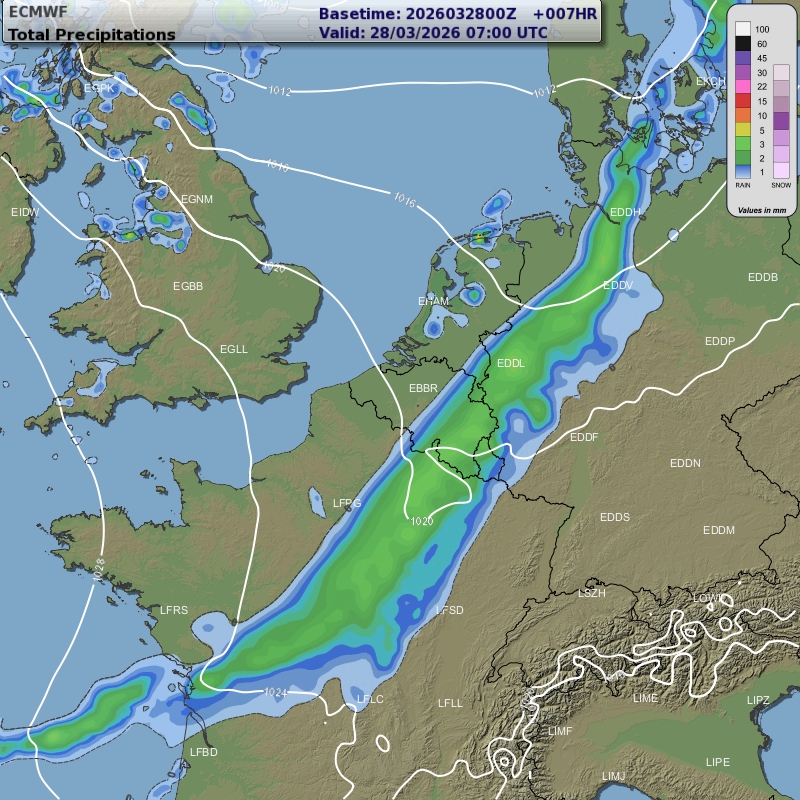 ECMWF
Total Precipitations
Basetime: 2026032800Z +007HR
Valid: 28/03/2026 07:00 UTC
100
60
45
30
22
15
10
5
3
2
1
RAIN SNOW
Values in mm
EGPK
EKCH
1012
1012
1016
1016
EIDW
EGNM
EDDH
1020
EGBB
EHAM
EDDV
EDDB
EGLL
EDDL
EDDP
EBBR
EDDF
EDDN
LFPG
1020
EDDS
EDDM
1028
LFRS
LFSD
LSZH
LOWI
1024
LFLC
LFLL
LIME
LIPZ
LFBD
LIMF
LIPE
LIMJ